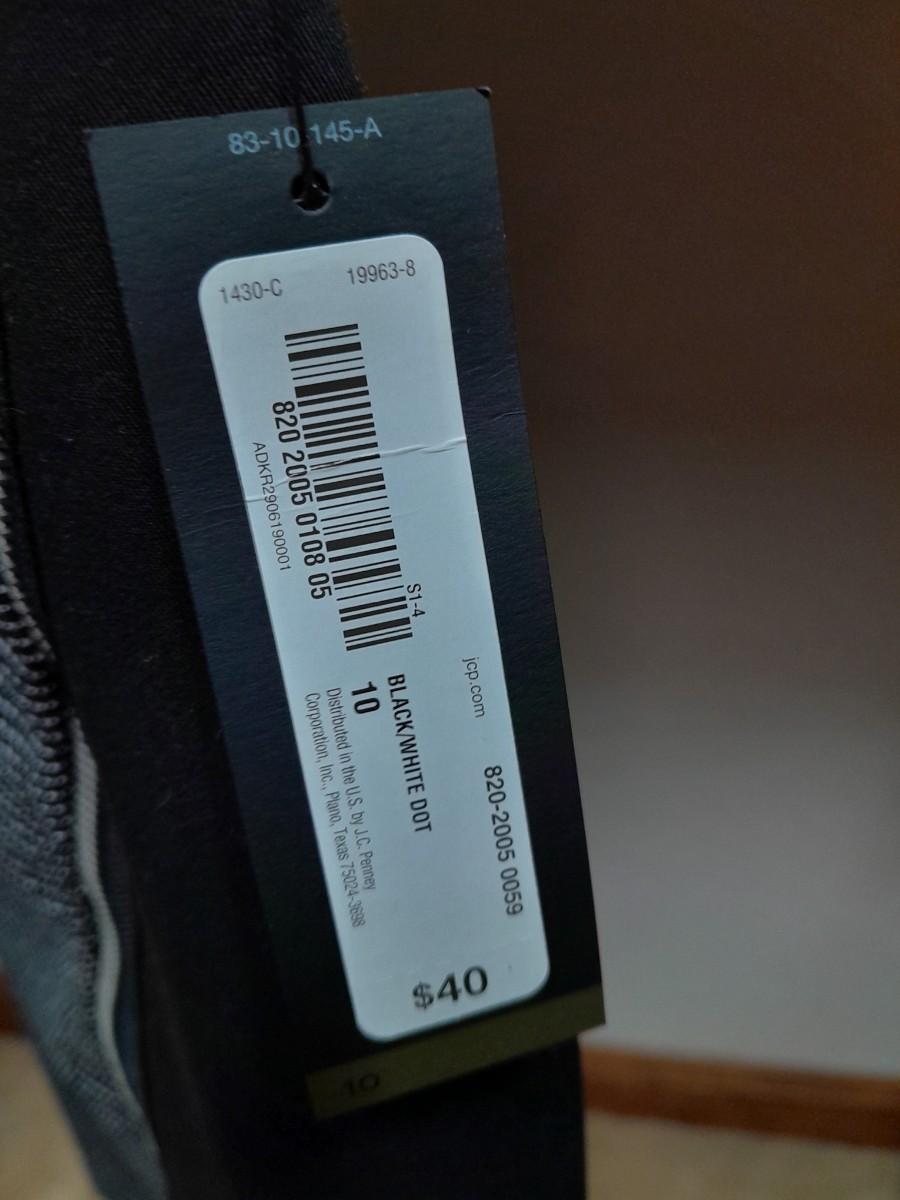 83-10-145-A
1430-C 19963-8
820 2005 0108 05
ADKR2906190001
S1-4
jcp.com 820-2005 0059
BLACK/WHITE DOT
10
Distributed in the U.S. by J.C. Penney
Corporation, Inc., Plano, Texas 75024-3698
$40
10